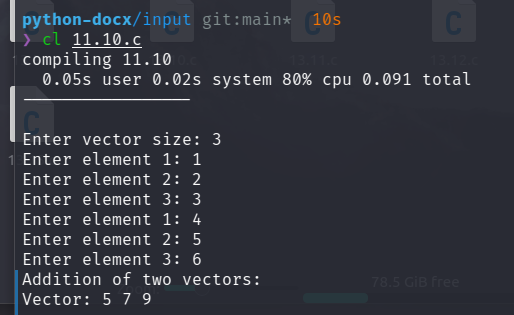 python-docx/input git:main* 10s
❯ cl 11.10.c
compiling 11.10
0.05s user 0.02s system 80% cpu 0.091 total
-----------------
Enter vector size: 3
Enter element 1: 1
Enter element 2: 2
Enter element 3: 3
Enter element 1: 4
Enter element 2: 5
Enter element 3: 6
Addition of two vectors:
78.5 GiB free
Vector: 5 7 9